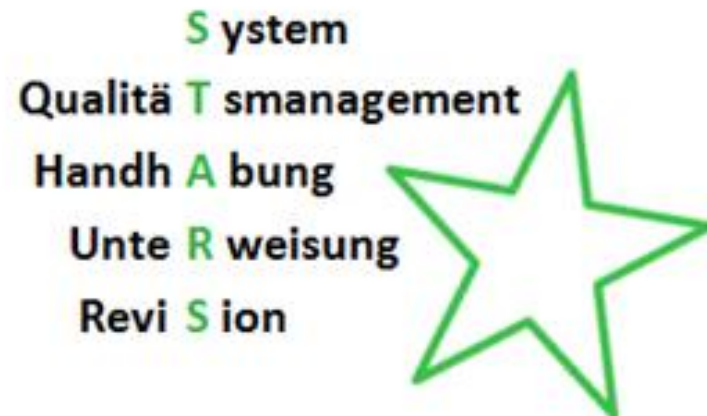 S ystem
Qualitä T smanagement
Handh A bung
Unte R weisung
Revi S ion